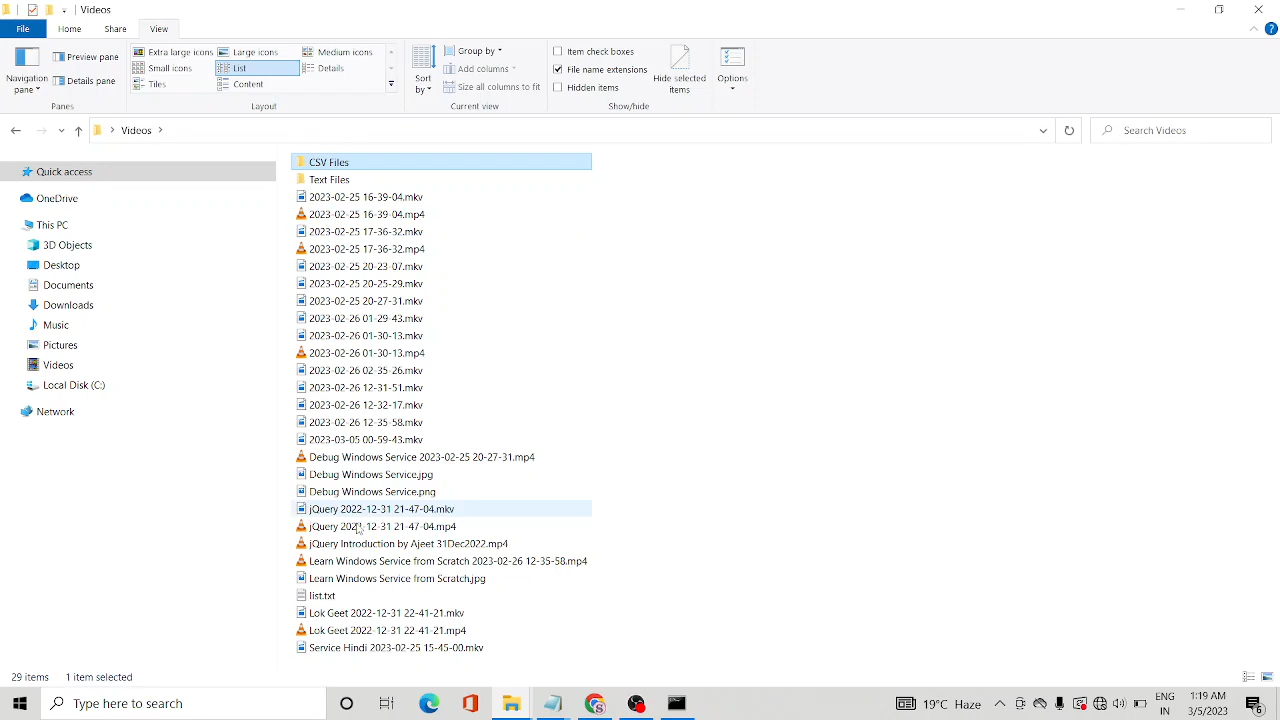 Videos
File Home Share View
Navigation pane
Preview pane
Details pane
Panes
Extra large icons Large icons Medium icons
Small icons List Details
Tiles Content
Layout
Sort by
Group by
Add columns
Size all columns to fit
Current view
Item check boxes
File name extensions
Hidden items
Hide selected items
Show/hide
Options
Videos
Search Videos
Quick access
OneDrive
This PC
3D Objects
Desktop
Documents
Downloads
Music
Pictures
Videos
Local Disk (C:)
Network
CSV Files
Text Files
2023-02-25 16-39-04.mkv
2023-02-25 16-39-04.mp4
2023-02-25 17-36-32.mkv
2023-02-25 17-36-32.mp4
2023-02-25 20-23-07.mkv
2023-02-25 20-25-29.mkv
2023-02-25 20-27-31.mkv
2023-02-26 01-29-43.mkv
2023-02-26 01-30-13.mkv
2023-02-26 01-30-13.mp4
2023-02-26 02-35-26.mkv
2023-02-26 12-31-51.mkv
2023-02-26 12-32-17.mkv
2023-02-26 12-35-58.mkv
2023-03-05 00-59-43.mkv
Debug Windows Service 2023-02-25 20-27-31.mp4
Debug Windows Service.jpg
Debug Windows Service.png
jQuery 2022-12-31 21-47-04.mkv
jQuery 2022-12-31 21-47-04.mp4
jQuery Introduction by Ajeet 31Dec2022.mp4
Learn Windows Service from Scratch 2023-02-26 12-35-58.mp4
Learn Windows Service from Scratch.jpg
list.txt
Lok Geet 2022-12-31 22-41-21.mkv
Lok Geet 2022-12-31 22-41-21.mp4
Service Hindi 2023-02-25 15-45-00.mkv
29 items 1 item selected
Type here to search
19°C Haze
ENG
IN
1:19 AM
3/5/2023
6